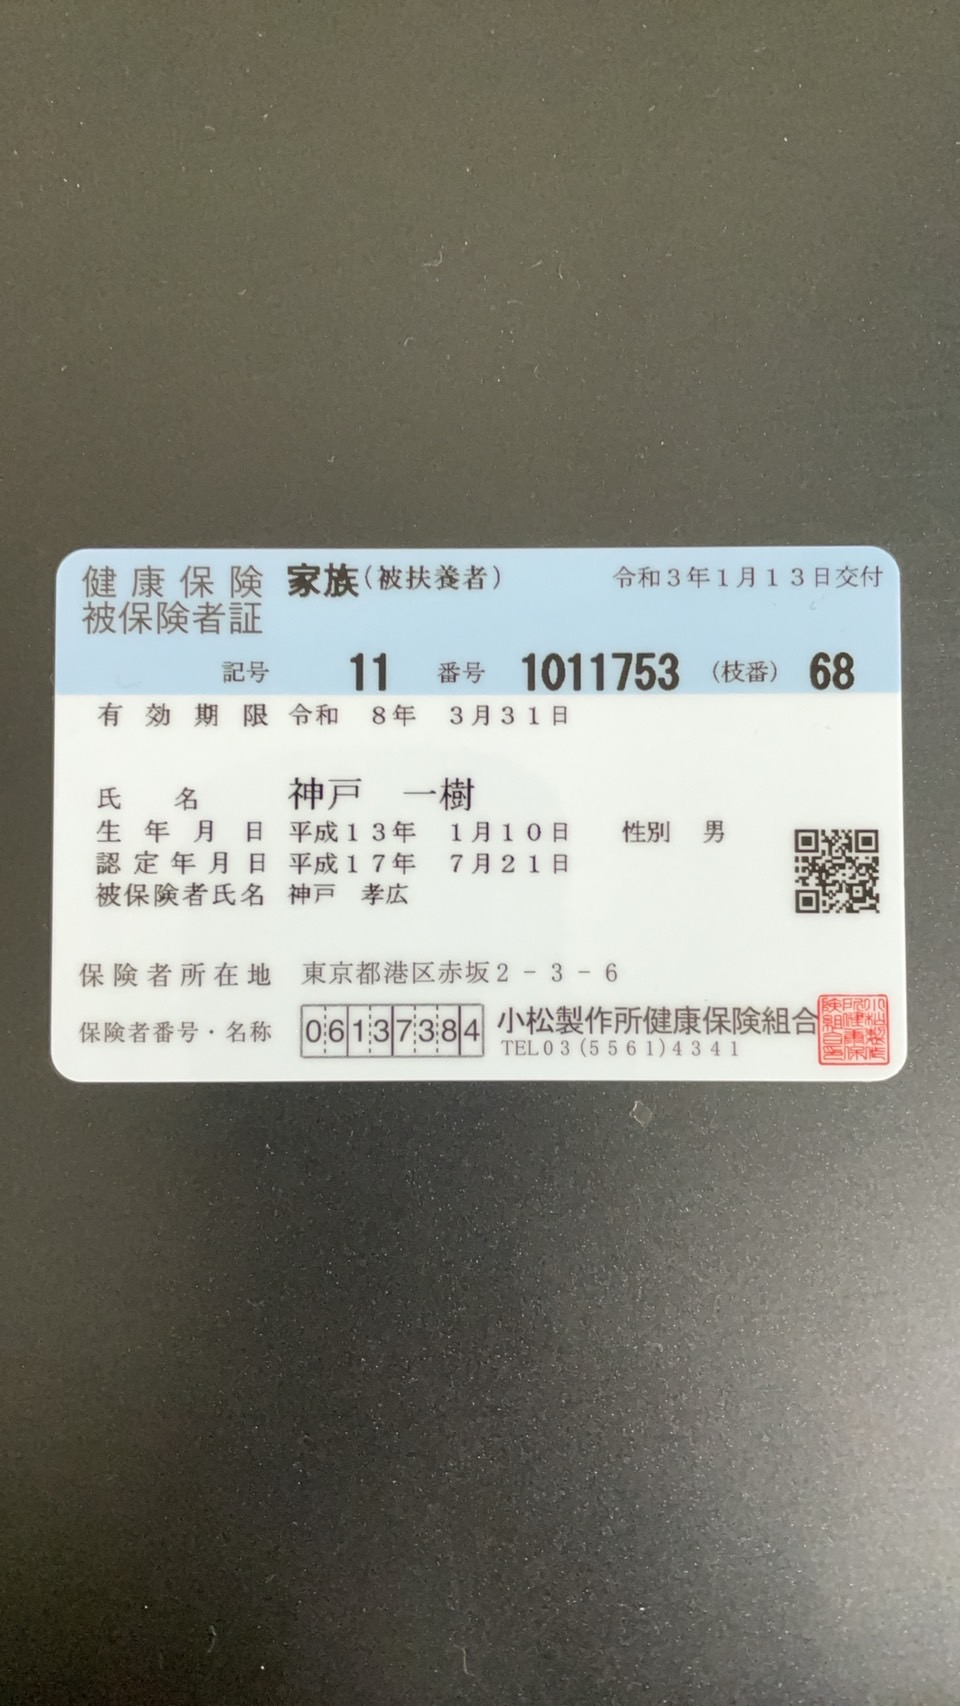 健康保険 家族(被扶養者) 令和3年1月13日交付
被保険者証
記号 11 番号 1011753 (枝番) 68
有効期限 令和 8年 3月31日
氏名 神戸 一樹
生年月日 平成13年 1月10日 性別 男
認定年月日 平成17年 7月21日
被保険者氏名 神戸 孝広
保険者所在地 東京都港区赤坂2-3-6
保険者番号・名称 06137384 小松製作所健康保険組合
TEL03(5561)4341